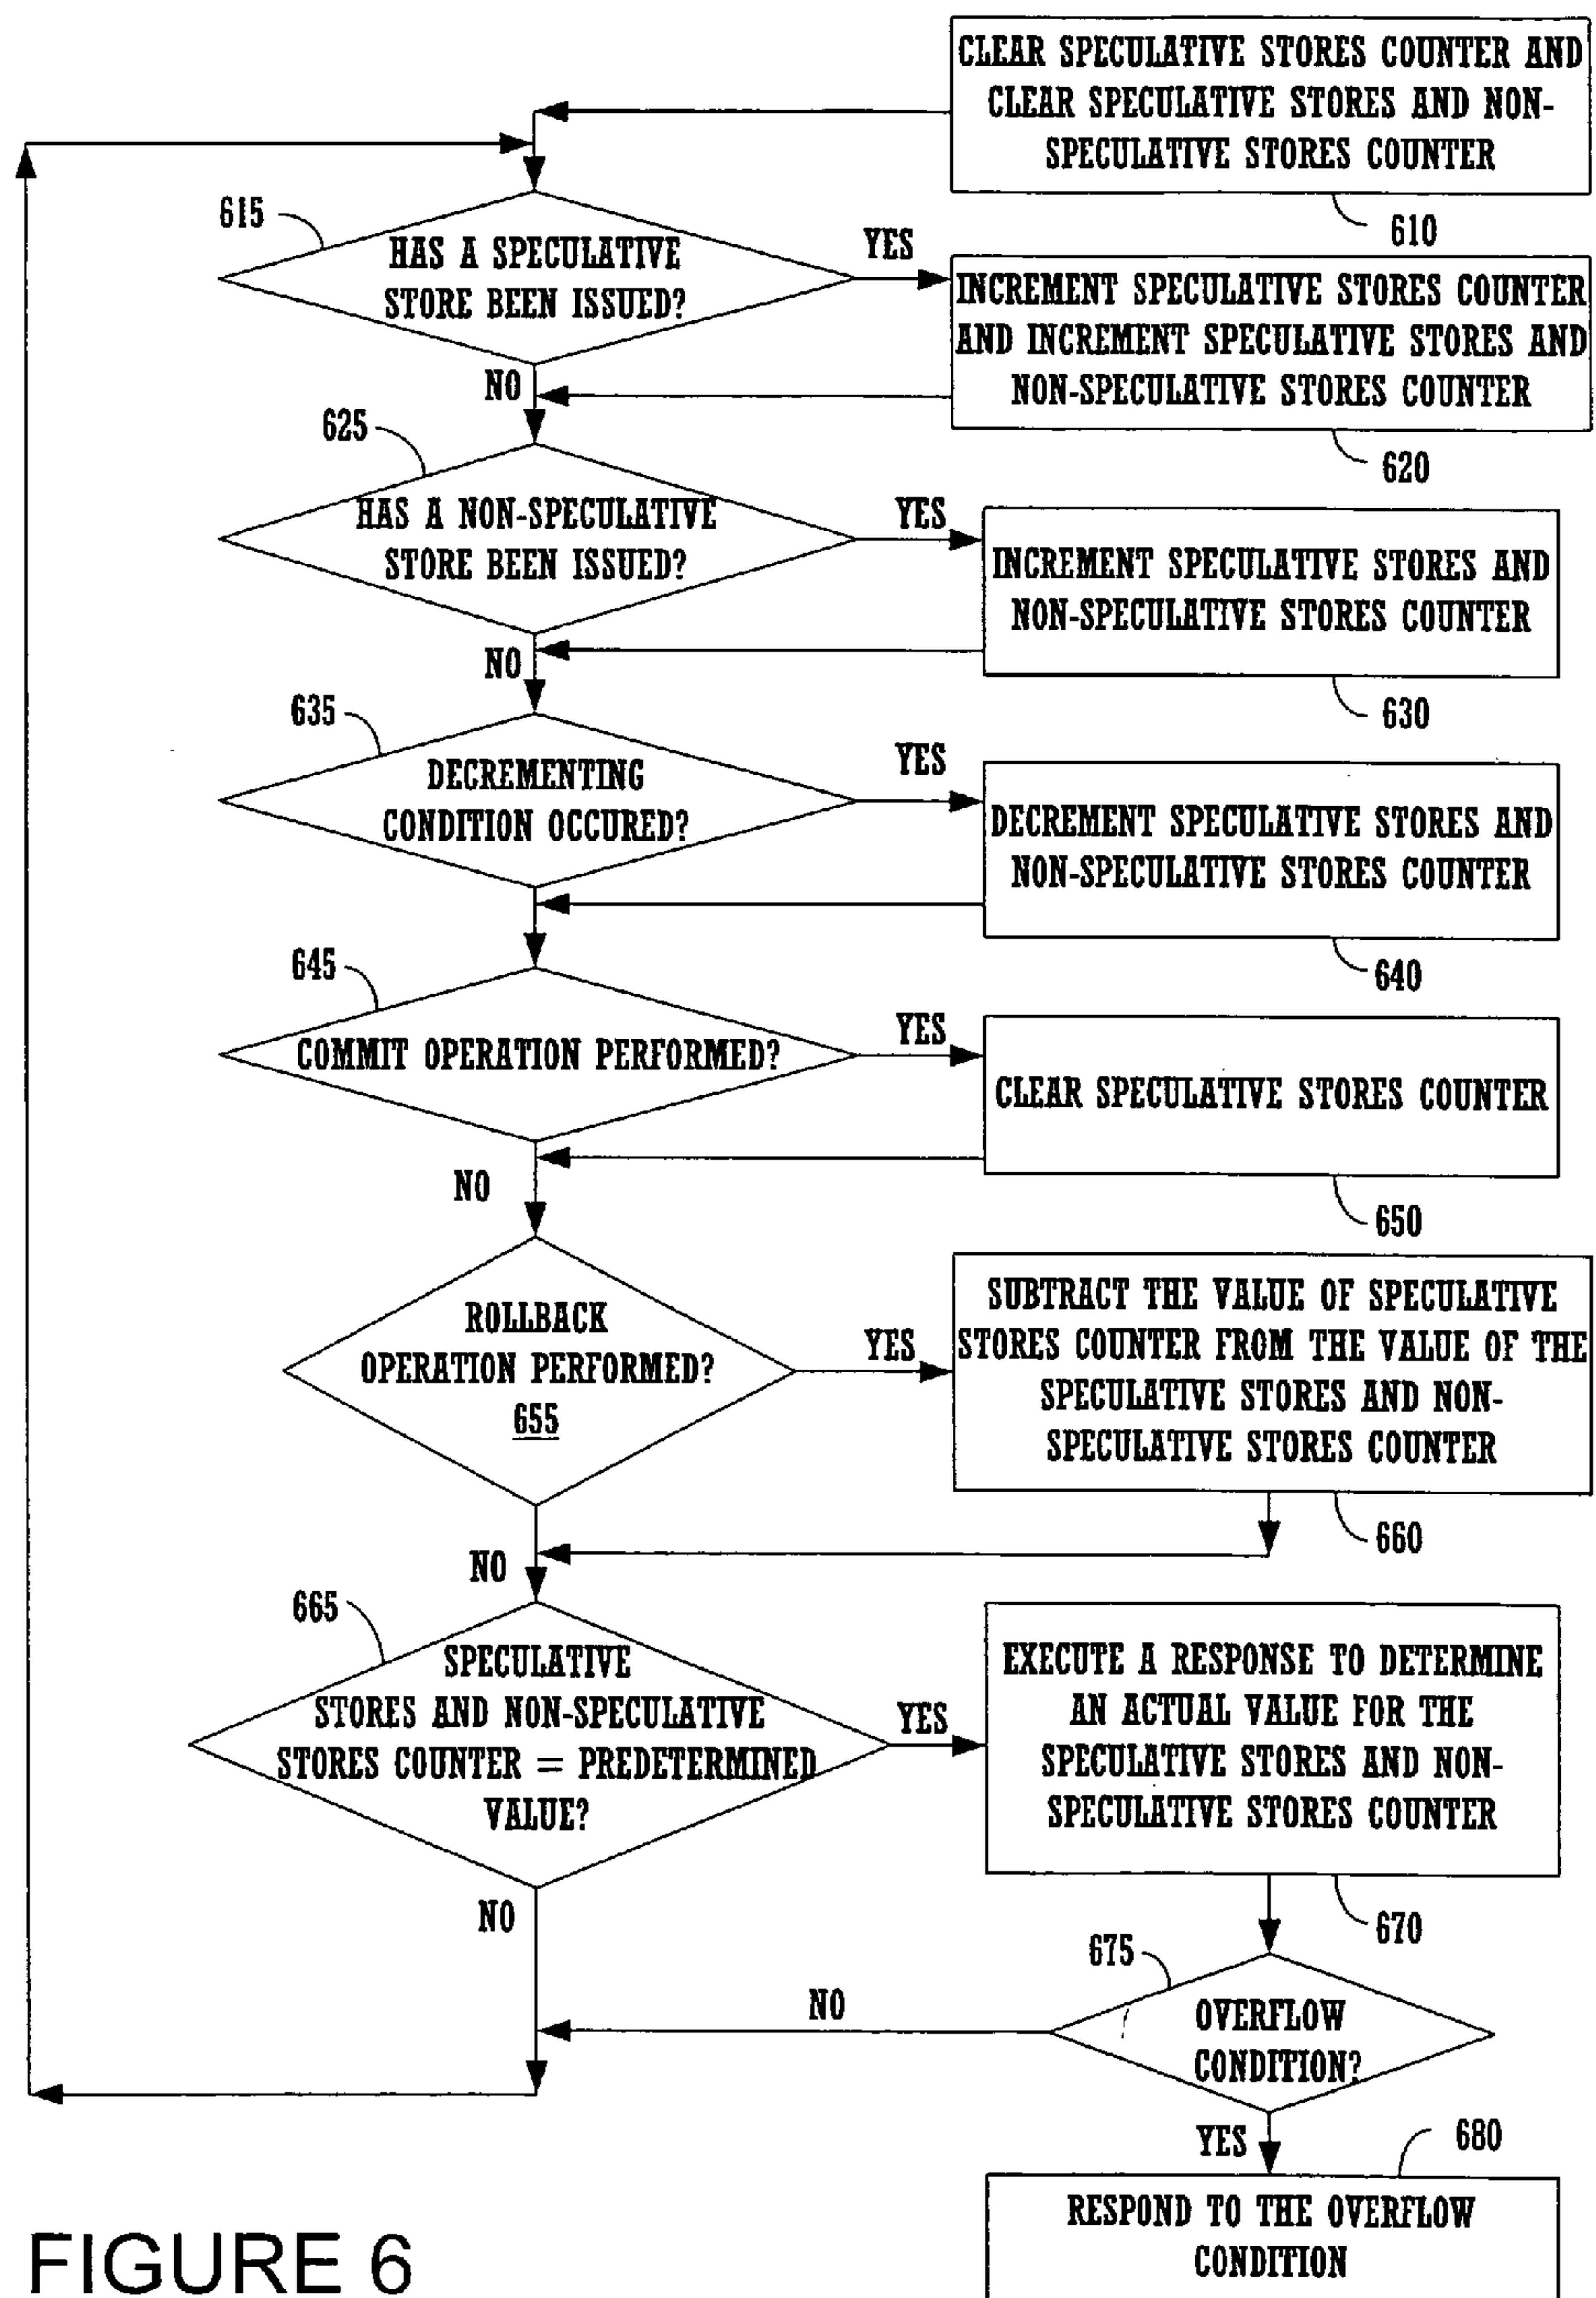 CLEAR SPECULATIVE STORES COUNTER AND
CLEAR SPECULATIVE STORES AND NON-
SPECULATIVE STORES COUNTER
610
615
HAS A SPECULATIVE
STORE BEEN ISSUED?
YES
INCREMENT SPECULATIVE STORES COUNTER
AND INCREMENT SPECULATIVE STORES AND
NON-SPECULATIVE STORES COUNTER
620
NO
625
HAS A NON-SPECULATIVE
STORE BEEN ISSUED?
YES
INCREMENT SPECULATIVE STORES AND
NON-SPECULATIVE STORES COUNTER
630
NO
635
DECREMENTING
CONDITION OCCURED?
YES
DECREMENT SPECULATIVE STORES AND
NON-SPECULATIVE STORES COUNTER
640
645
COMMIT OPERATION PERFORMED?
YES
CLEAR SPECULATIVE STORES COUNTER
650
NO
ROLLBACK
OPERATION PERFORMED?
655
YES
SUBTRACT THE VALUE OF SPECULATIVE
STORES COUNTER FROM THE VALUE OF THE
SPECULATIVE STORES AND NON-
SPECULATIVE STORES COUNTER
660
NO
665
SPECULATIVE
STORES AND NON-SPECULATIVE
STORES COUNTER = PREDETERMINED
VALUE?
YES
EXECUTE A RESPONSE TO DETERMINE
AN ACTUAL VALUE FOR THE
SPECULATIVE STORES AND NON-
SPECULATIVE STORES COUNTER
670
NO
675
OVERFLOW
CONDITION?
NO
YES
680
RESPOND TO THE OVERFLOW
CONDITION
FIGURE 6